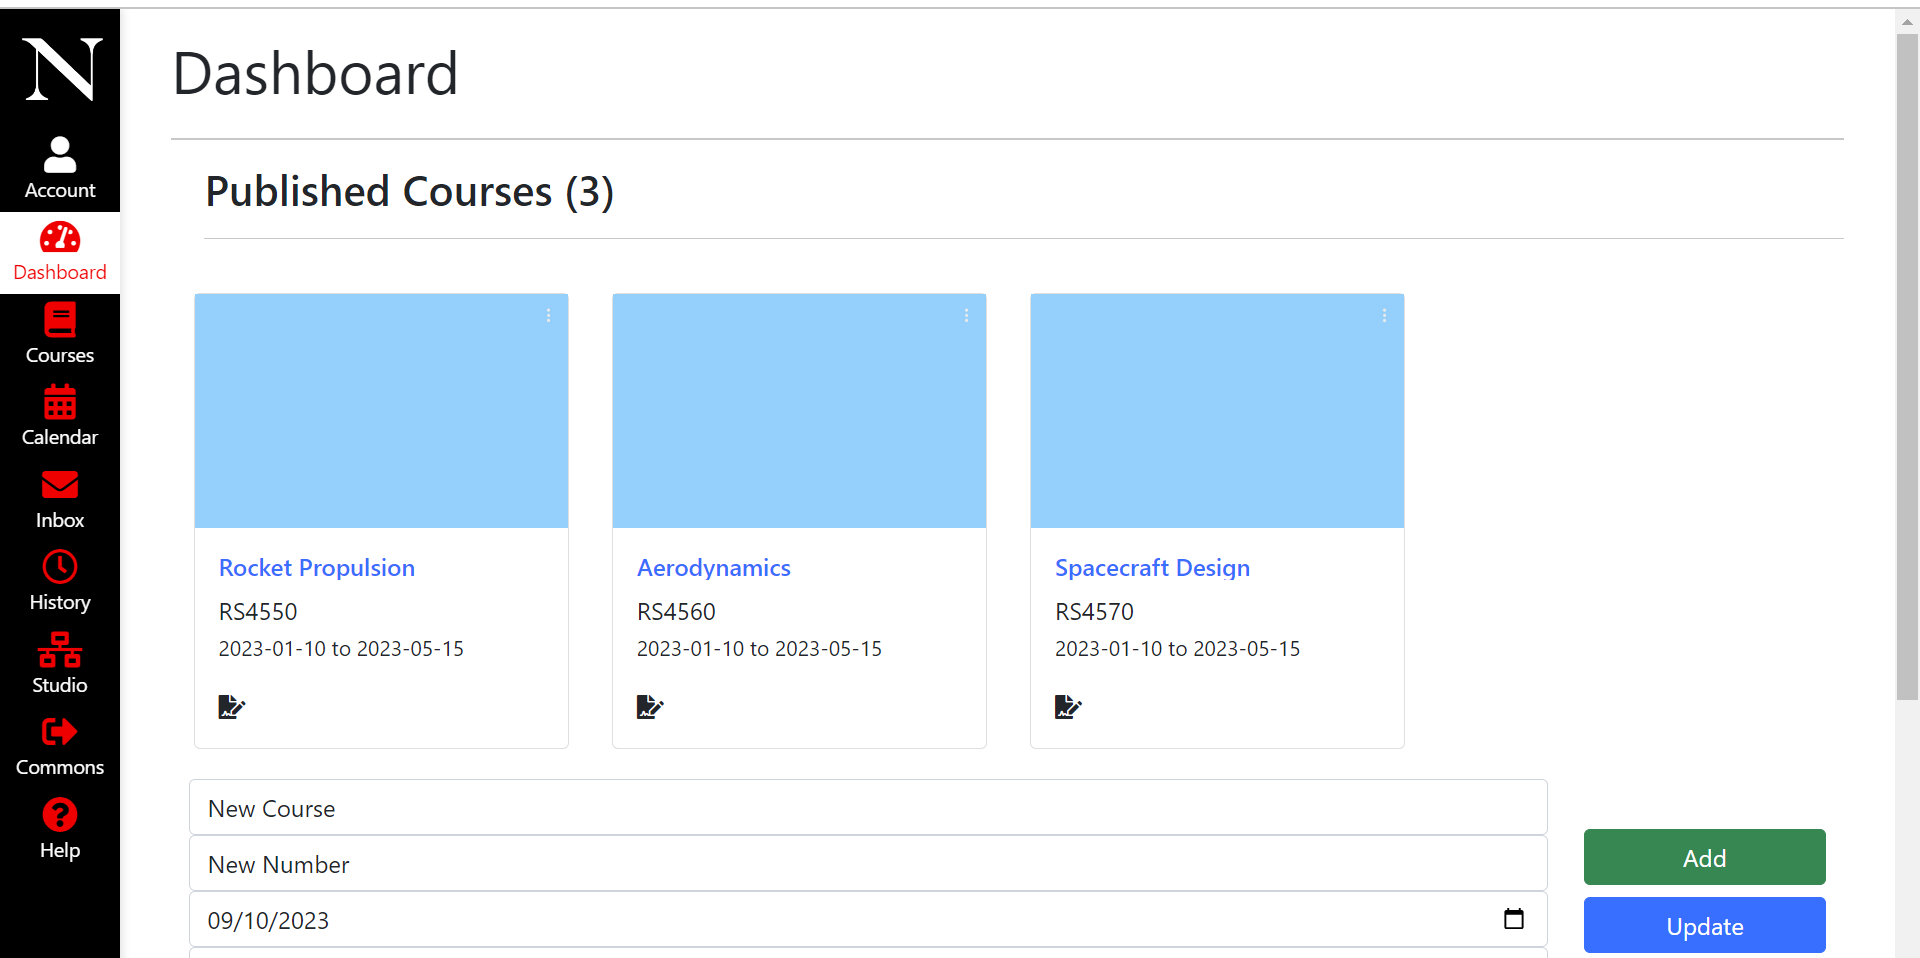 N
Account
Dashboard
Courses
Calendar
Inbox
History
Studio
Commons
Help
Dashboard
Published Courses (3)
Rocket Propulsion
RS4550
2023-01-10 to 2023-05-15
Aerodynamics
RS4560
2023-01-10 to 2023-05-15
Spacecraft Design
RS4570
2023-01-10 to 2023-05-15
New Course
New Number
09/10/2023
Add
Update